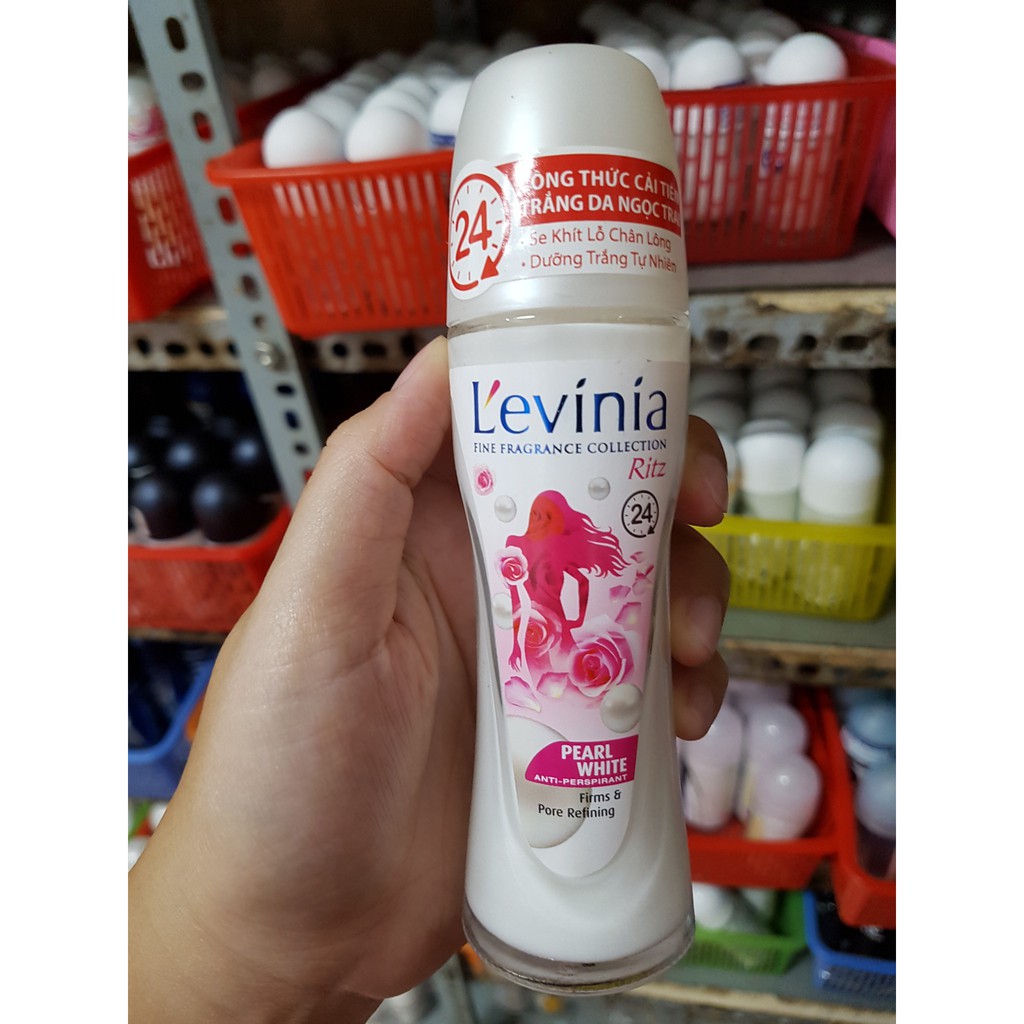 24
ÔNG THỨC CẢI TIẾ
TRẮNG DA NGỌC TRA
• Se Khít Lỗ Chân Lông
• Dưỡng Trắng Tự Nhiên
L'evinia
FINE FRAGRANCE COLLECTION
Ritz
24
PEARL
WHITE
ANTI-PERSPIRANT
Firms &
Pore Refining